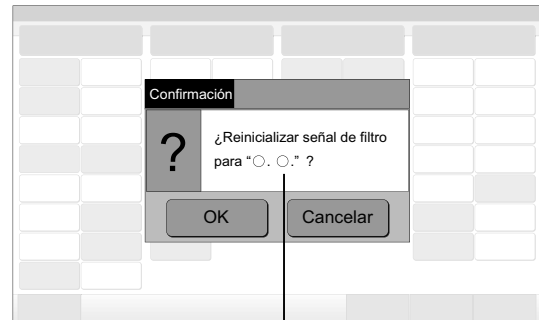 Confirmación
?
¿Reinicializar señal de filtro
para “○. ○.” ?
OK
Cancelar